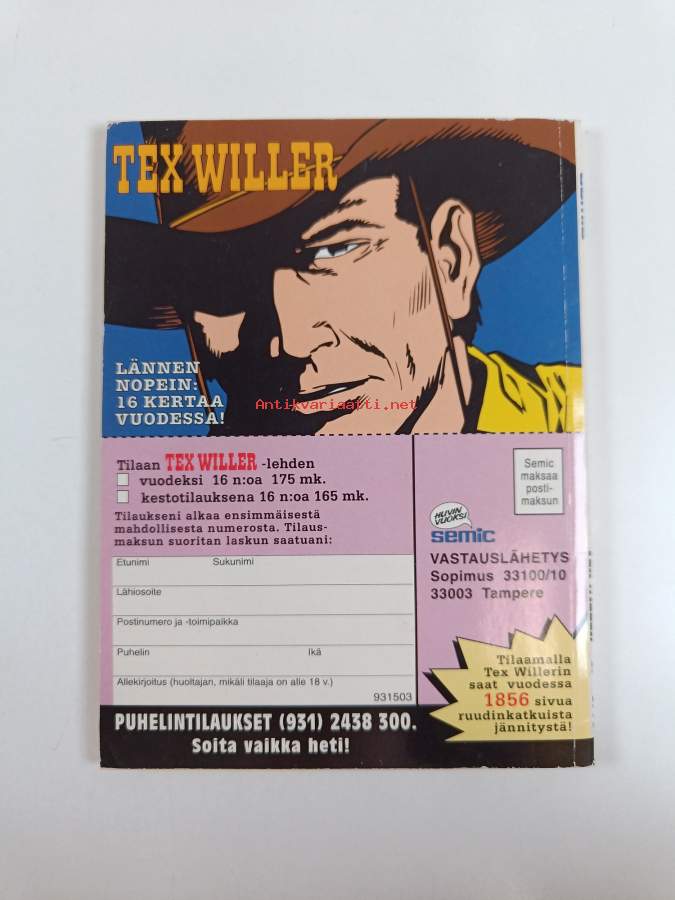 TEX WILLER
LÄNNEN
NOPEIN:
16 KERTAA
VUODESSA!
Antikvariaatti.net
Tilaan TEX WILLER -lehden
vuodeksi 16 n:oa 175 mk.
kestotilauksena 16 n:oa 165 mk.
Tilaukseni alkaa ensimmäisestä
mahdollisesta numerosta. Tilaus-
maksun suoritan laskun saatuani:
Etunimi Sukunimi
Lähiosoite
Postinumero ja -toimipaikka
Puhelin Ikä
Allekirjoitus (huoltajan, mikäli tilaaja on alle 18 v.)
931503
Semic
maksaa
posti-
maksun
HUVIN
VUOKSI
semic
VASTAUSLÄHETYS
Sopimus 33100/10
33003 Tampere
Tilaamalla
Tex Willerin
saat vuodessa
1856 sivua
ruudinkatkuista
jännitystä!
PUHELINTILAUKSET (931) 2438 300.
Soita vaikka heti!